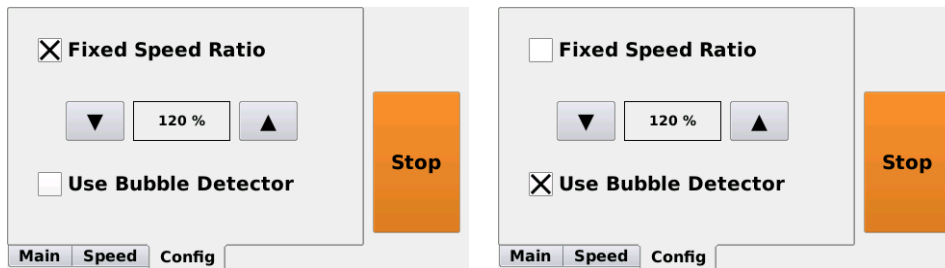 Fixed Speed Ratio
▼ 120 % ▲
Stop
Use Bubble Detector
Main Speed Config
Fixed Speed Ratio
▼ 120 % ▲
Stop
Use Bubble Detector
Main Speed Config